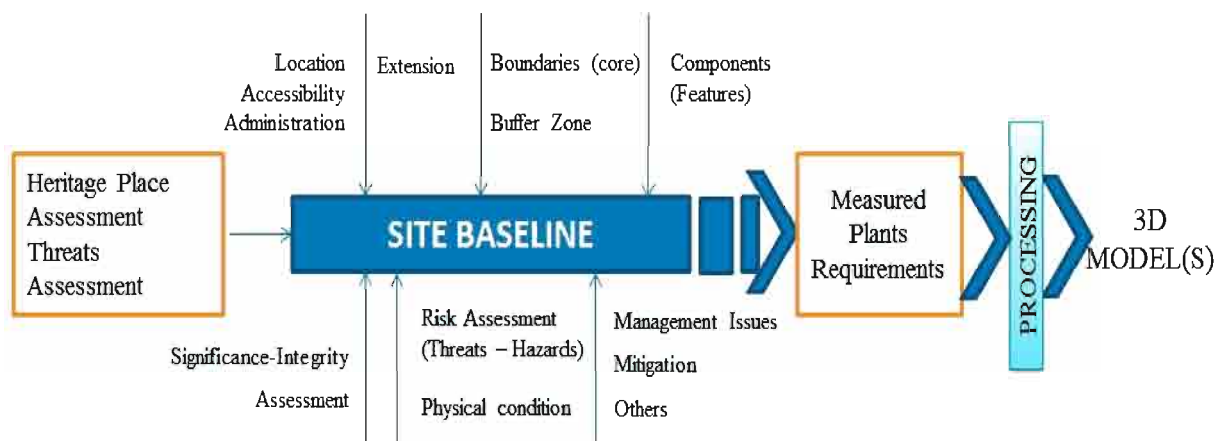 Location
Accessibility
Administration
Extension
Boundaries (core)
Buffer Zone
Components
(Features)
Heritage Place
Assessment
Threats
Assessment
SITE BASELINE
Measured
Plants
Requirements
PROCESSING
3D
MODEL(S)
Significance-Integrity
Assessment
Risk Assessment
(Threats – Hazards)
Physical condition
Management Issues
Mitigation
Others